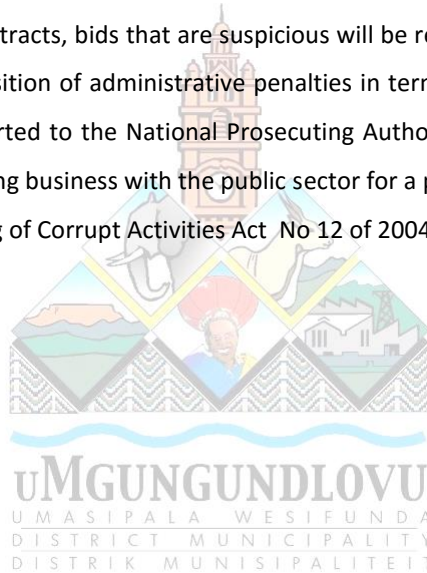 tracts, bids that are suspicious will be re
sition of administrative penalties in tern
rted to the National Prosecuting Author
ng business with the public sector for a p
g of Corrupt Activities Act No 12 of 2004
UMGUNGUNDLOVU
UMASIPALA WESIFUNDA
DISTRICT MUNICIPALITY
DISTRIK MUNISIPALITEIT